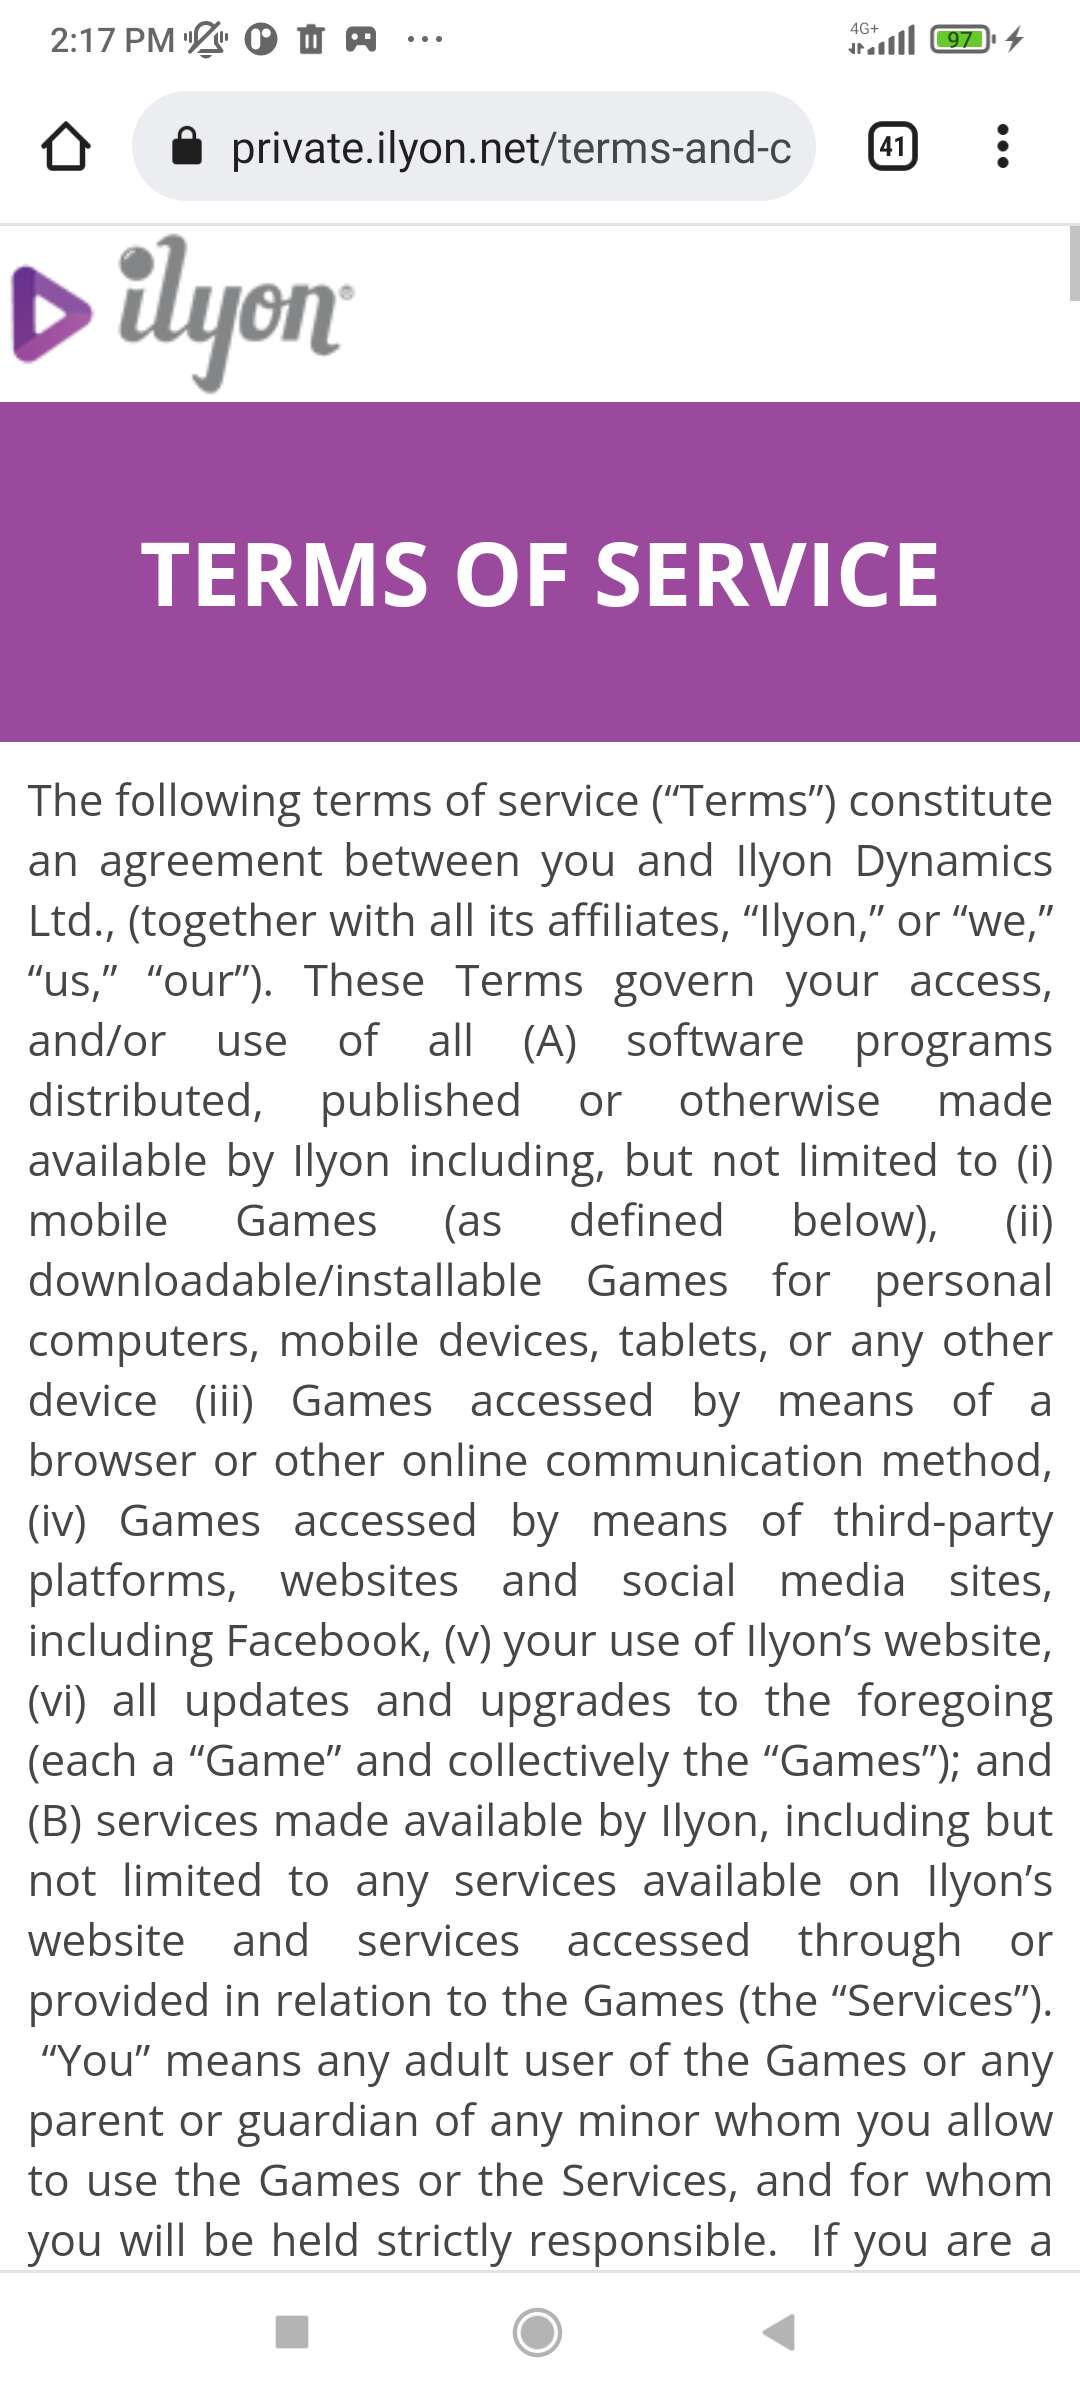 2:17 PM
4G+
97
private.ilyon.net/terms-and-c
41
ilyon®
TERMS OF SERVICE
The following terms of service (“Terms”) constitute
an agreement between you and Ilyon Dynamics
Ltd., (together with all its affiliates, “Ilyon,” or “we,”
“us,” “our”). These Terms govern your access,
and/or use of all (A) software programs
distributed, published or otherwise made
available by Ilyon including, but not limited to (i)
mobile Games (as defined below), (ii)
downloadable/installable Games for personal
computers, mobile devices, tablets, or any other
device (iii) Games accessed by means of a
browser or other online communication method,
(iv) Games accessed by means of third-party
platforms, websites and social media sites,
including Facebook, (v) your use of Ilyon’s website,
(vi) all updates and upgrades to the foregoing
(each a “Game” and collectively the “Games”); and
(B) services made available by Ilyon, including but
not limited to any services available on Ilyon’s
website and services accessed through or
provided in relation to the Games (the “Services”).
“You” means any adult user of the Games or any
parent or guardian of any minor whom you allow
to use the Games or the Services, and for whom
you will be held strictly responsible. If you are a